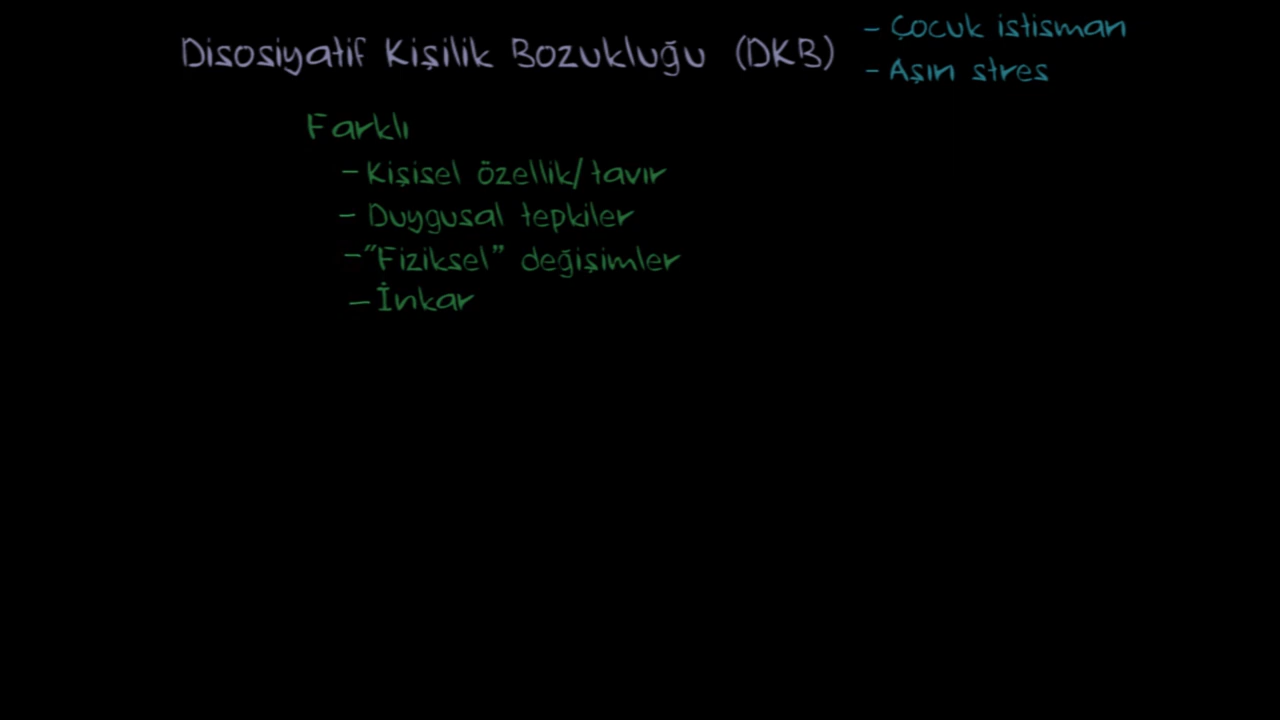 Disosiyatif Kişilik Bozukluğu (DKB)
- Çocuk istismarı
- Aşırı stres
Farklı
- Kişisel özellik/tavır
- Duygusal tepkiler
- "Fiziksel" değişimler
- İnkar